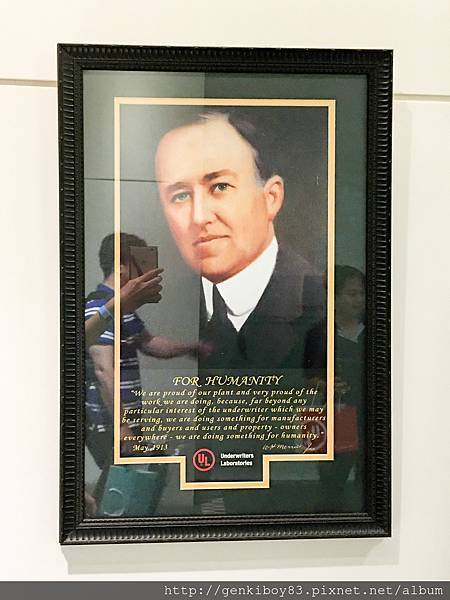 FOR HUMANITY
"We are proud of our plant and very proud of the
work we are doing, because, far beyond any
particular interest of the underwriter which we may
be serving, we are doing something for manufacturers
and buyers and users and property - owners
everywhere - we are doing something for humanity."
May, 1913 W.H. Merrill
UL Underwriters
Laboratories
http://genkiboy83.pixnet.net/album